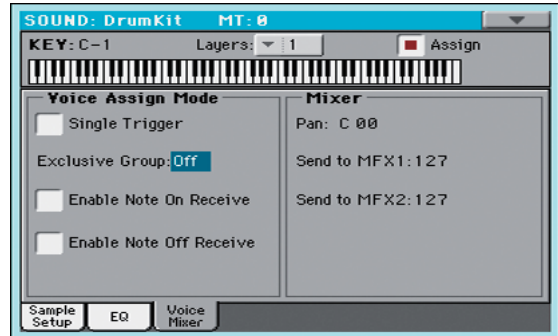 SOUND: DrumKit MT:0
KEY: C-1 Layers: 1 Assign
Voice Assign Mode
Single Trigger
Exclusive Group: Off
Enable Note On Receive
Enable Note Off Receive
Mixer
Pan: C 00
Send to MFX1:127
Send to MFX2:127
Sample Setup
EQ
Voice Mixer